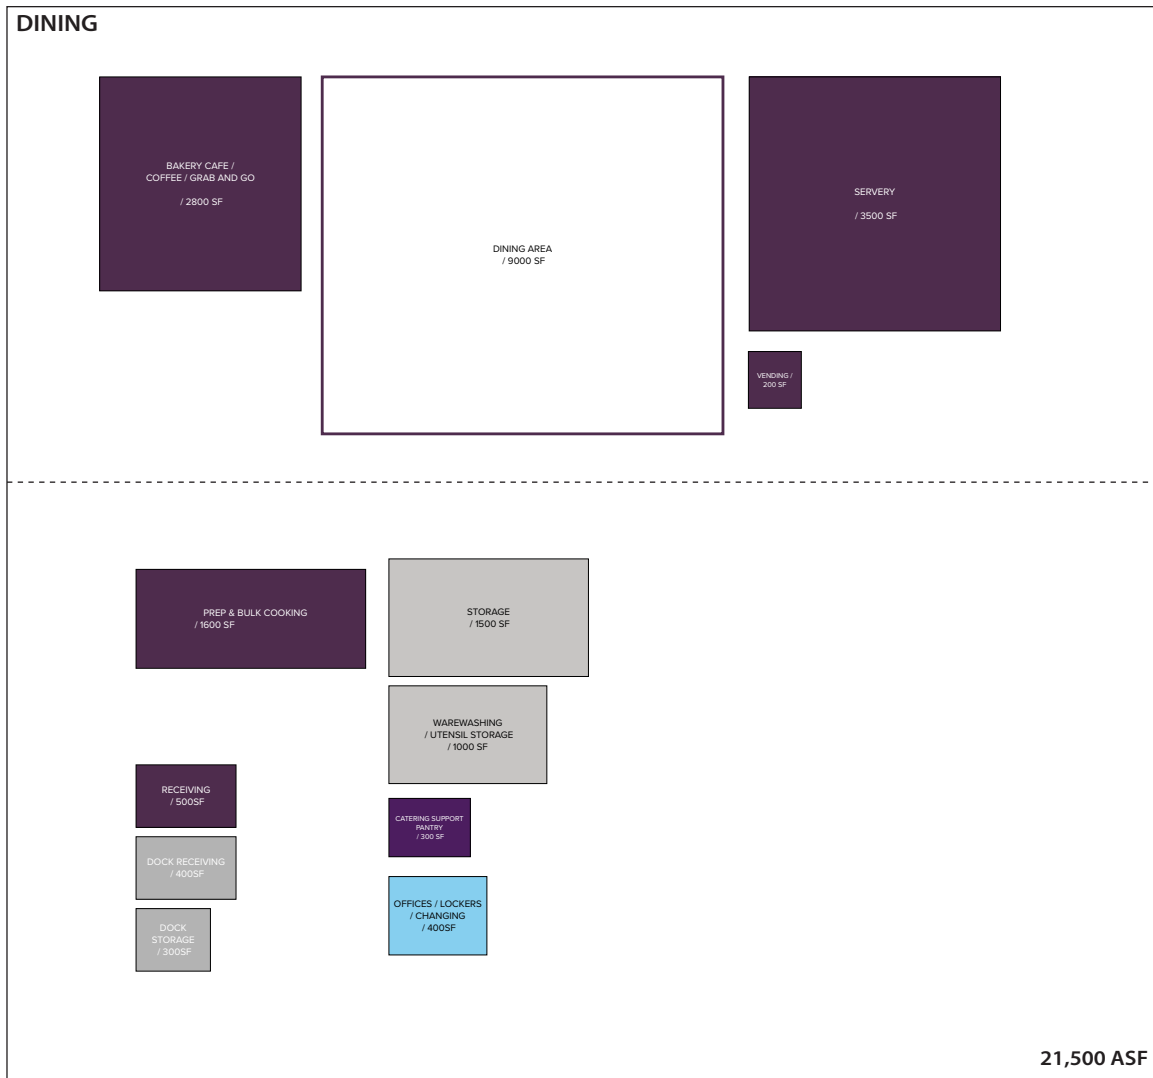 DINING
BAKERY CAFE /
COFFEE / GRAB AND GO
/ 2800 SF
DINING AREA
/ 9000 SF
SERVERY
/ 3500 SF
VENDING /
200 SF
PREP & BULK COOKING
/ 1600 SF
STORAGE
/ 1500 SF
WAREWASHING
/ UTENSIL STORAGE
/ 1000 SF
RECEIVING
/ 500SF
CATERING SUPPORT
PANTRY
/ 300 SF
DOCK RECEIVING
/ 400SF
OFFICES / LOCKERS
/ CHANGING
/ 400SF
DOCK
STORAGE
/ 300SF
21,500 ASF